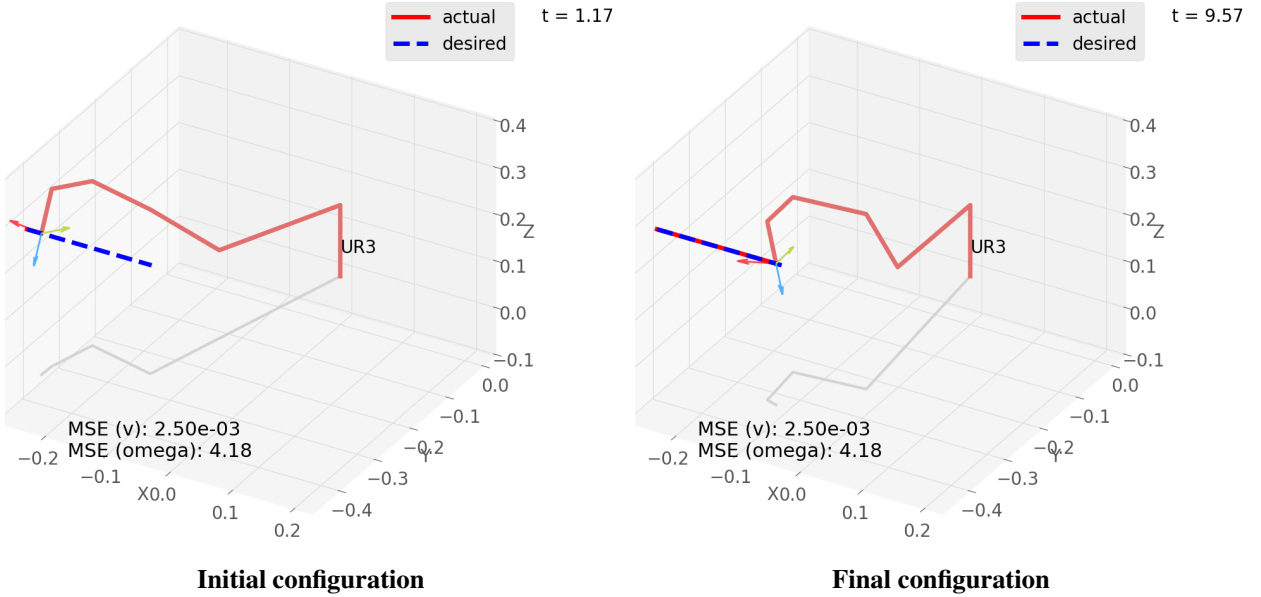 actual
desired
t = 1.17
UR3
0.4
0.3
0.2
Z
0.1
0.0
−0.1
0.0
−0.1
−0.2
Y
−0.3
−0.4
MSE (v): 2.50e-03
MSE (omega): 4.18
−0.2
−0.1
X
0.0
0.1
0.2
Initial configuration
actual
desired
t = 9.57
UR3
0.4
0.3
0.2
Z
0.1
0.0
−0.1
0.0
−0.1
−0.2
Y
−0.3
−0.4
MSE (v): 2.50e-03
MSE (omega): 4.18
−0.2
−0.1
X
0.0
0.1
0.2
Final configuration